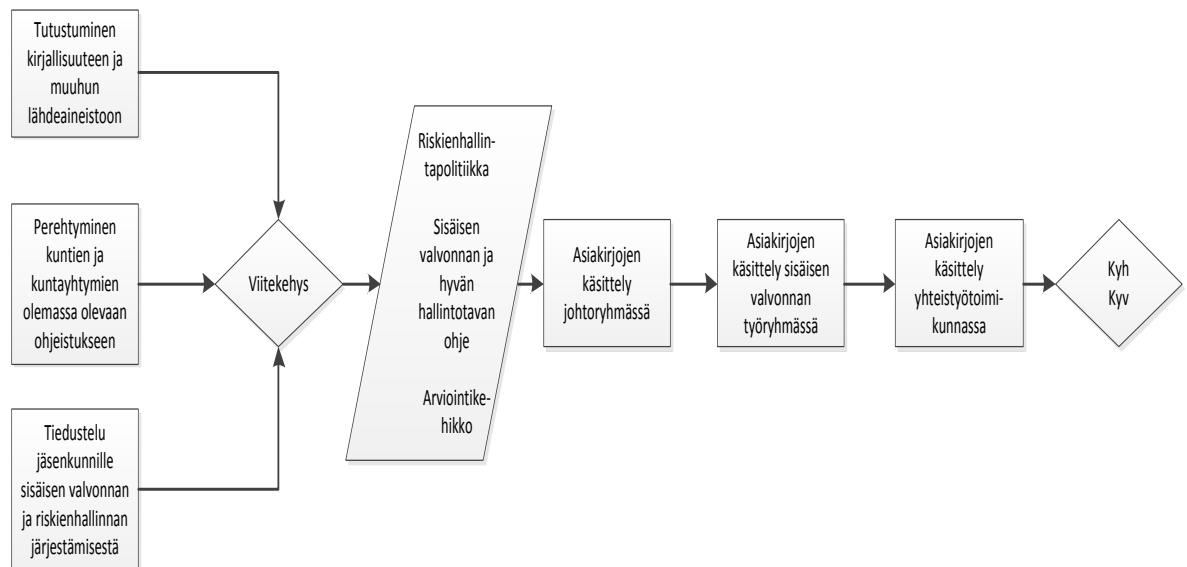 Tutustuminen
kirjallisuuteen ja
muuhun
lähdeaineistoon
Perehtyminen
kuntien ja
kuntayhtymien
olemassa olevaan
ohjeistukseen
Tiedustelu
jäsenkunnille
sisäisen valvonnan
ja riskienhallinnan
järjestämisestä
Viitekehys
Riskienhallin-
tapolitiikka
Sisäisen
valvonnan ja
hyvän
hallintotavan
ohje
Arviointike-
hikko
Asiakirjojen
käsittely
johtoryhmässä
Asiakirjojen
käsittely sisäisen
valvonnan
työryhmässä
Asiakirjojen
käsittely
yhteistyötoimi-
kunnassa
Kyh
Kyv